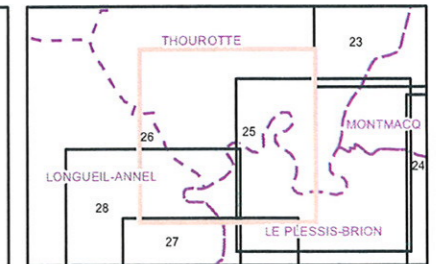 THOUROTTE
23
MONTMACQ
25
26
24
LONGUEIL-ANNEL
28
LE PLESSIS-BRION
27